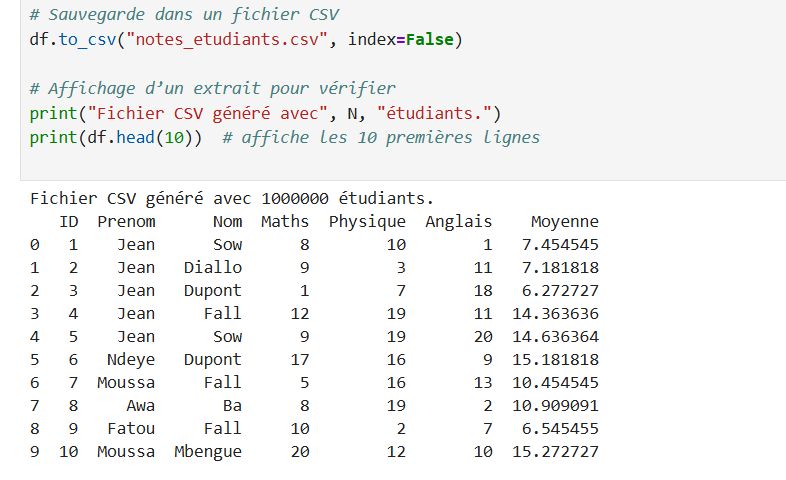 # Sauvegarde dans un fichier CSV
df.to_csv("notes_etudiants.csv", index=False)
# Affichage d’un extrait pour vérifier
print("Fichier CSV généré avec", N, "étudiants.")
print(df.head(10))  # affiche les 10 premières lignes
Fichier CSV généré avec 1000000 étudiants.
   ID  Prenom      Nom  Maths  Physique  Anglais    Moyenne
0   1    Jean      Sow      8        10        1   7.454545
1   2    Jean   Diallo      9         3       11   7.181818
2   3    Jean   Dupont      1         7       18   6.272727
3   4    Jean     Fall     12        19       11  14.363636
4   5    Jean      Sow      9        19       20  14.636364
5   6   Ndeye   Dupont     17        16        9  15.181818
6   7  Moussa     Fall      5        16       13  10.454545
7   8     Awa       Ba      8        19        2  10.909091
8   9   Fatou     Fall     10         2        7   6.545455
9  10  Moussa  Mbengue     20        12       10  15.272727